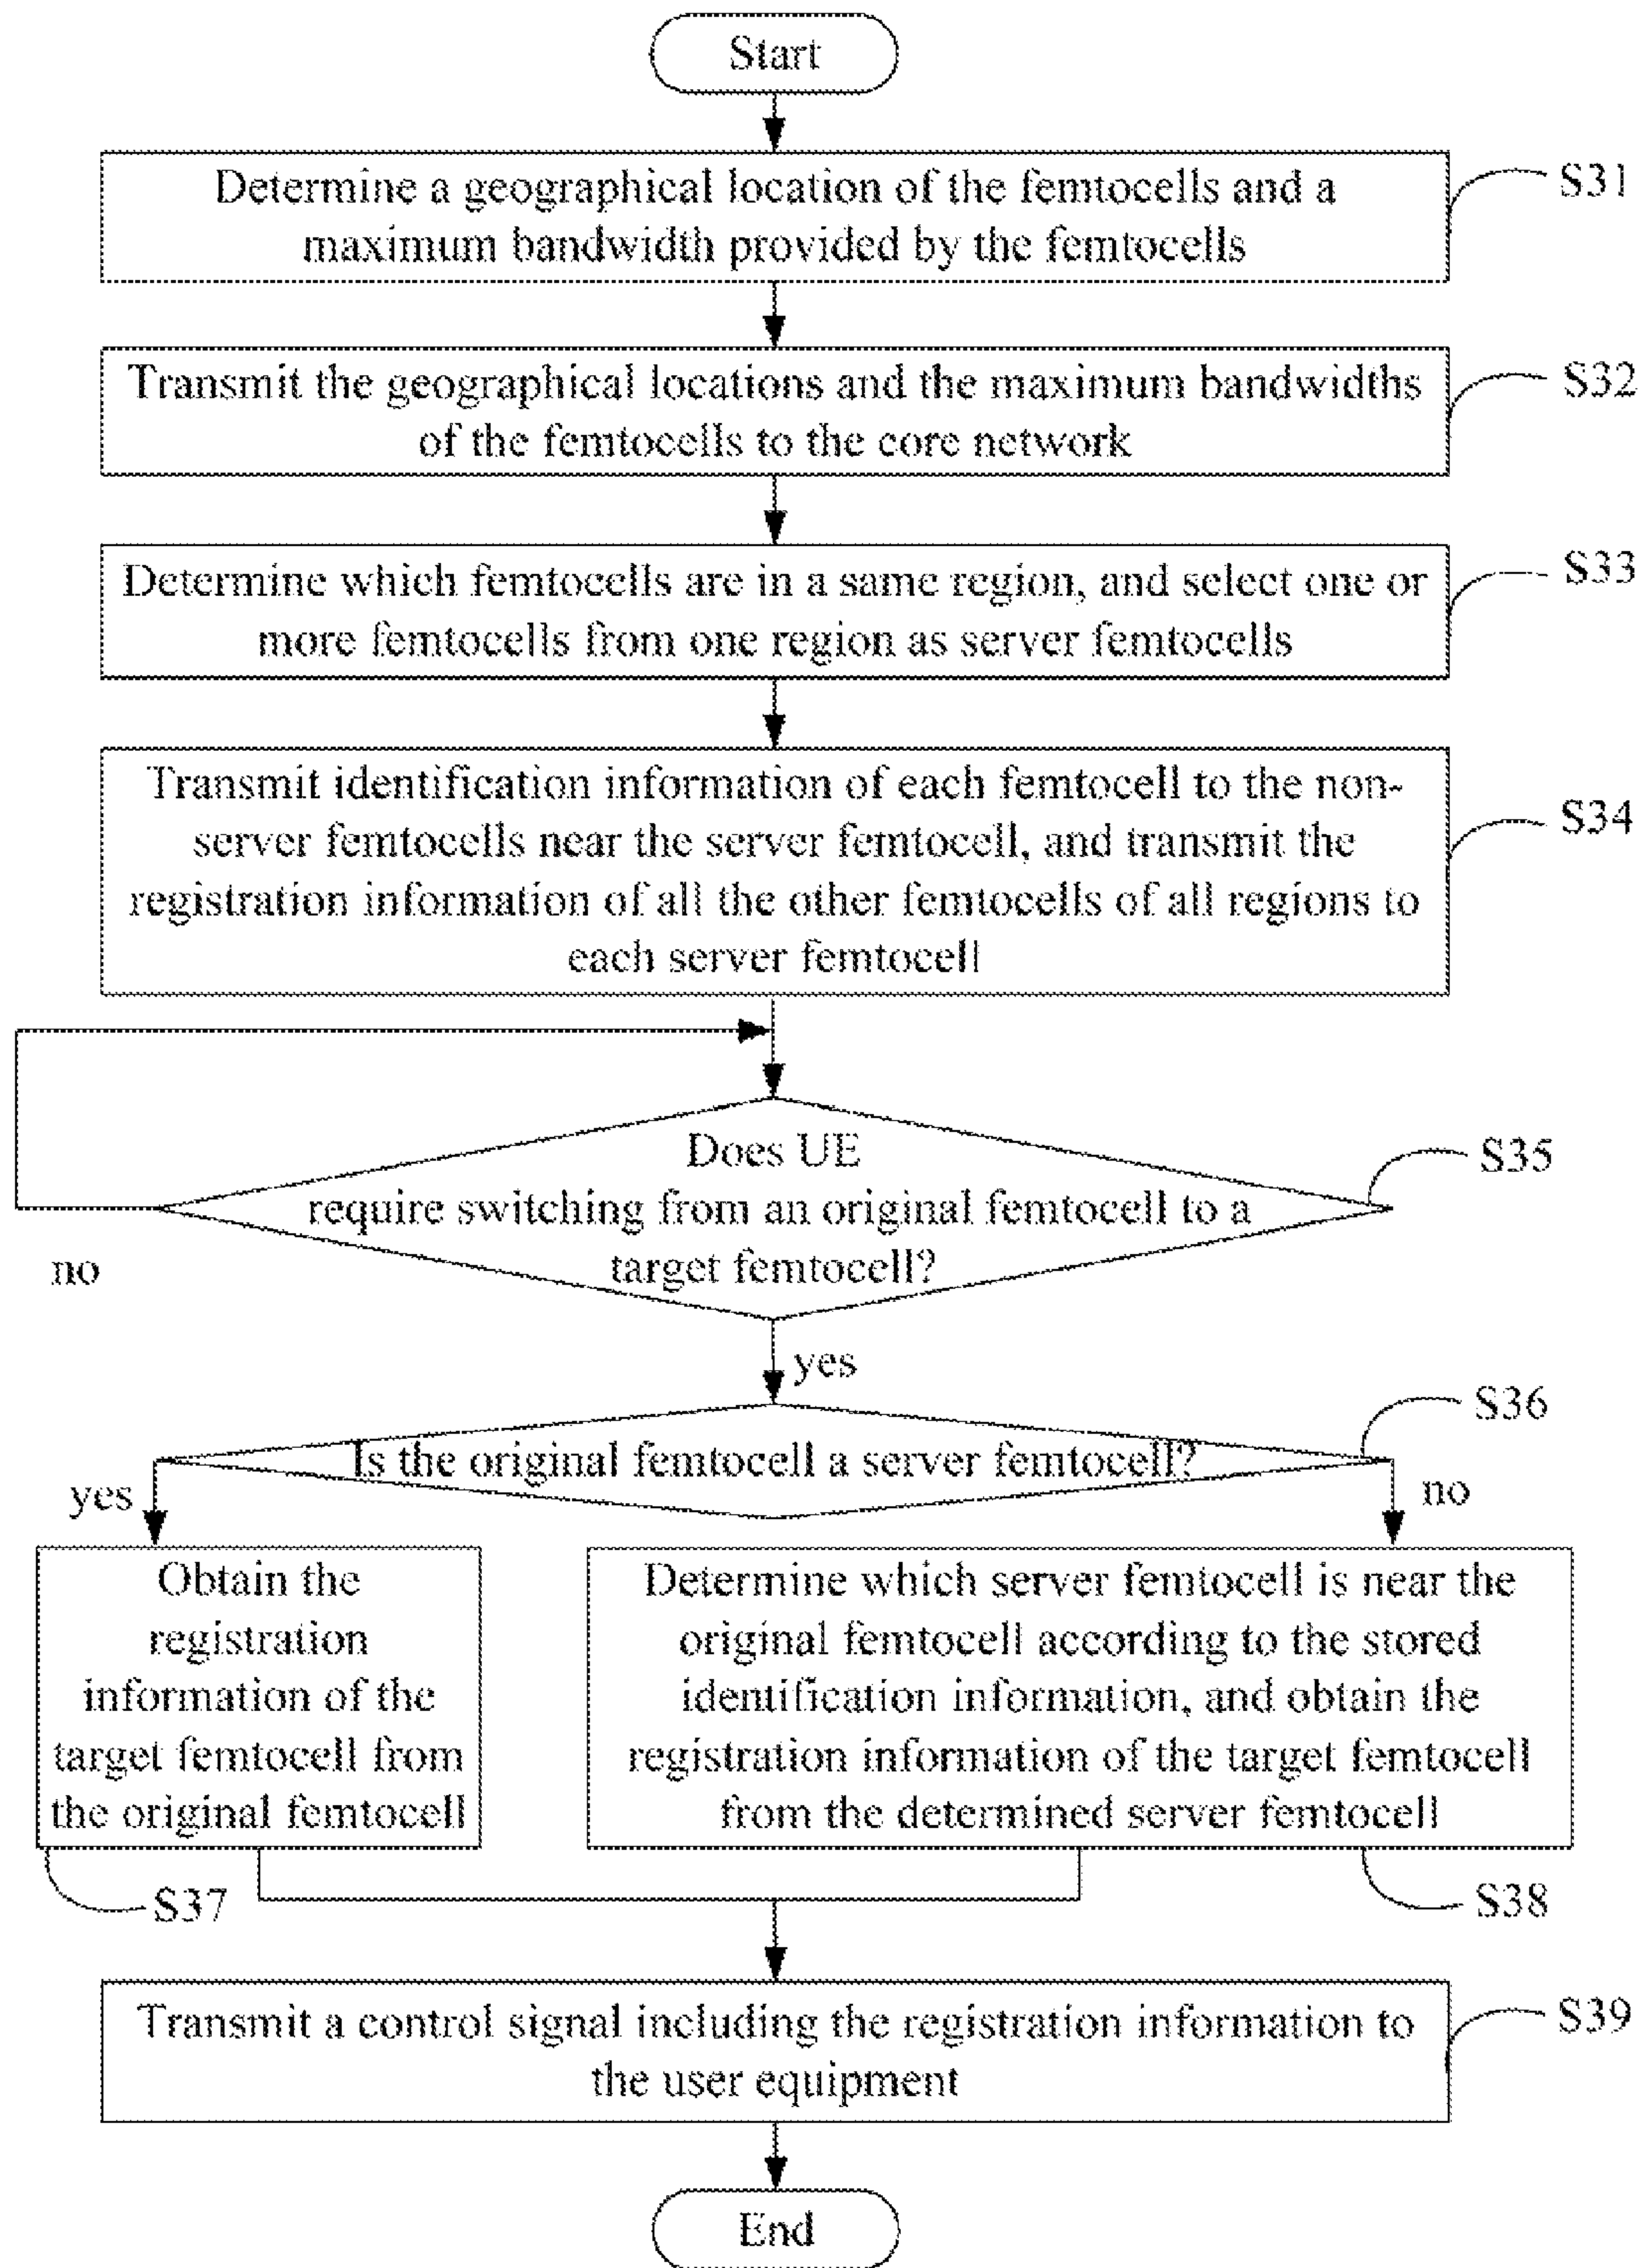 Start
Determine a geographical location of the femtocells and a
maximum bandwidth provided by the femtocells
S31
Transmit the geographical locations and the maximum bandwidths
of the femtocells to the core network
S32
Determine which femtocells are in a same region, and select one or
more femtocells from one region as server femtocells
S33
Transmit identification information of each femtocell to the non-
server femtocells near the server femtocell, and transmit the
registration information of all the other femtocells of all regions to
each server femtocell
S34
Does UE
require switching from an original femtocell to a
target femtocell?
S35
no
yes
Is the original femtocell a server femtocell?
S36
yes
no
Obtain the
registration
information of the
target femtocell from
the original femtocell
S37
Determine which server femtocell is near the
original femtocell according to the stored
identification information, and obtain the
registration information of the target femtocell
from the determined server femtocell
S38
Transmit a control signal including the registration information to
the user equipment
S39
End